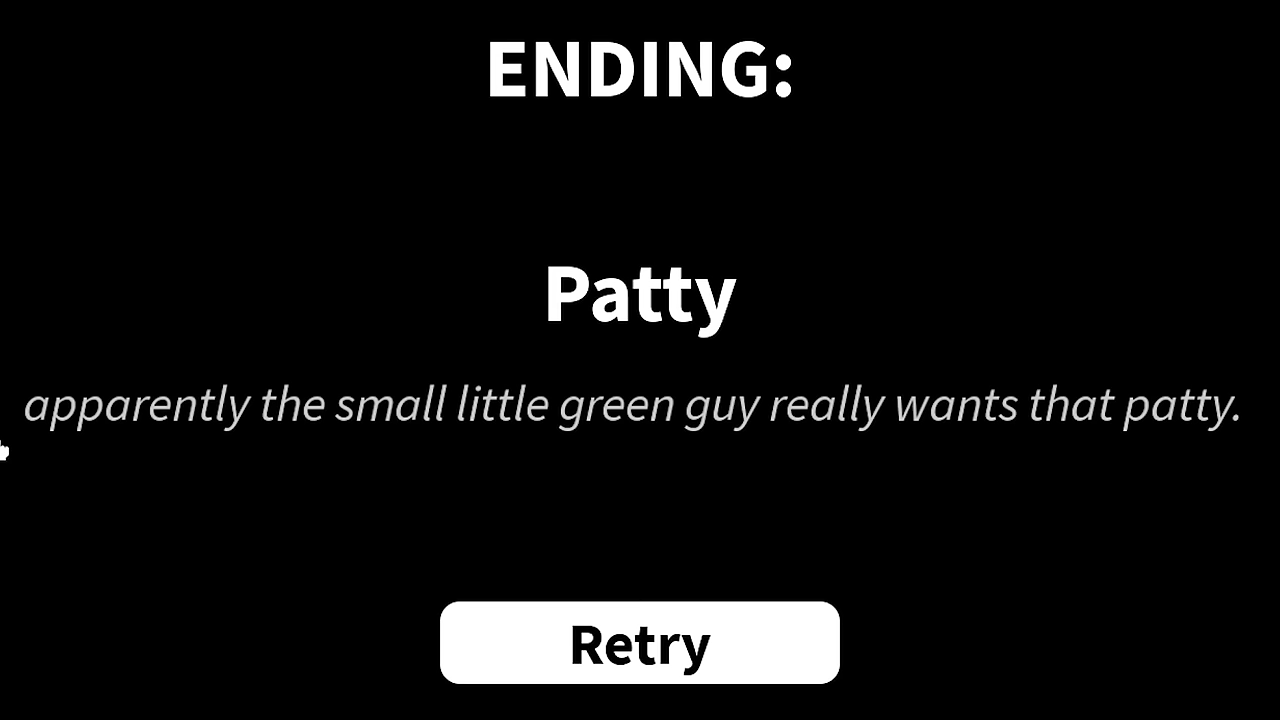 ENDING:
Patty
apparently the small little green guy really wants that patty.
Retry